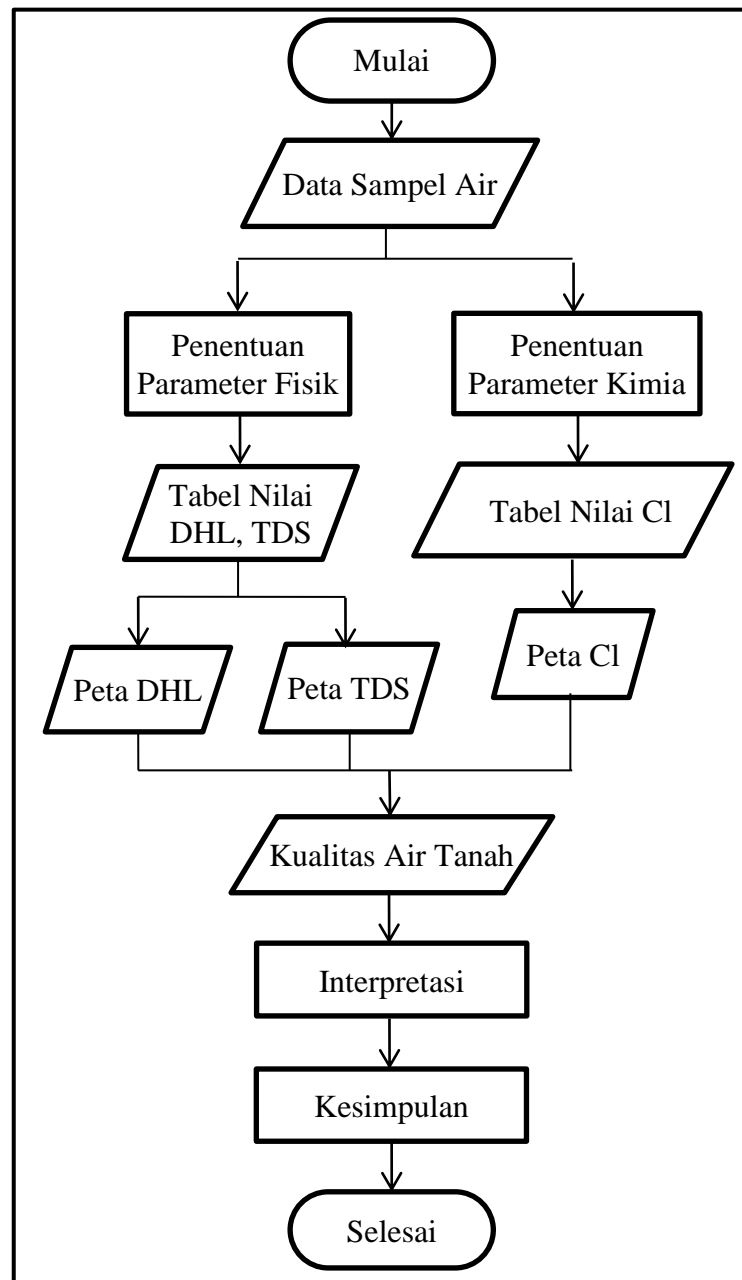 Mulai
Data Sampel Air
Penentuan
Parameter Fisik
Penentuan
Parameter Kimia
Tabel Nilai
DHL, TDS
Tabel Nilai Cl
Peta DHL
Peta TDS
Peta Cl
Kualitas Air Tanah
Interpretasi
Kesimpulan
Selesai